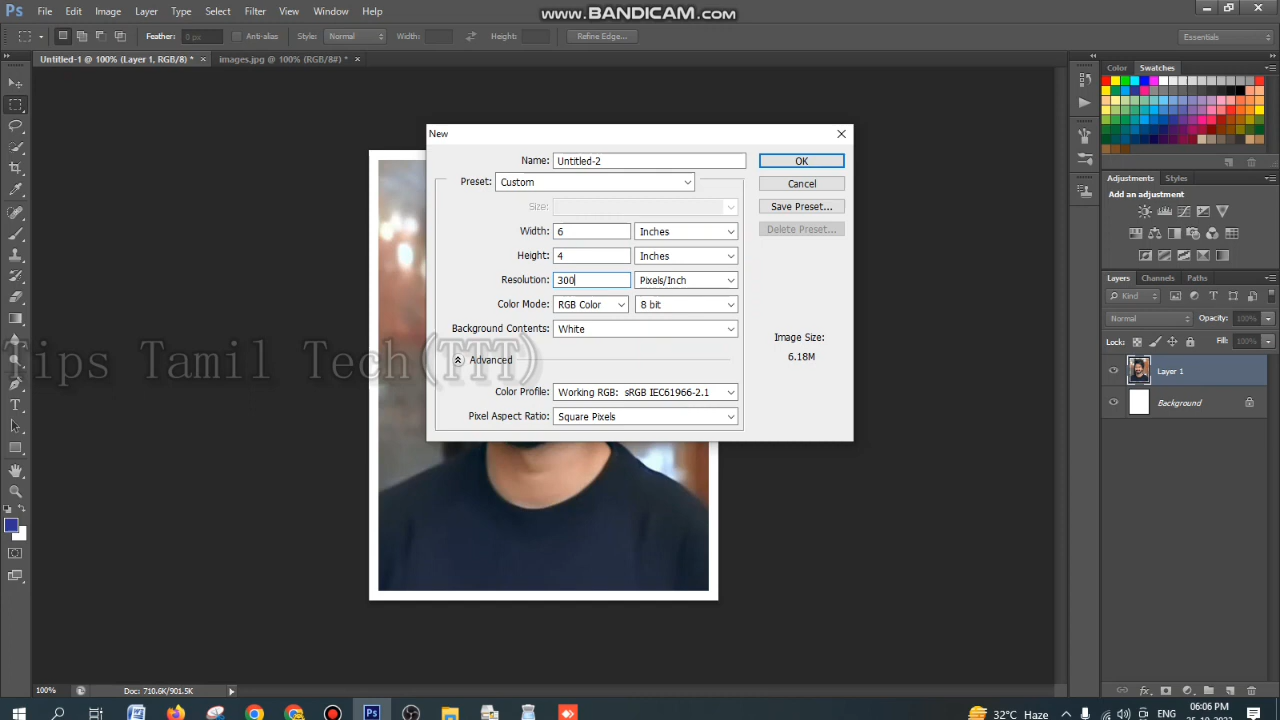 Ps File Edit Image Layer Type Select Filter View Window Help
www.BANDICAM.com
Feather: 0 px Anti-alias Style: Normal Width: Height: Refine Edge... Essentials
Untitled-1 @ 100% (Layer 1, RGB/8) * × images.jpg @ 100% (RGB/8#) * ×
Color Swatches
New
Name: Untitled-2 OK
Preset: Custom Cancel
Size: Save Preset...
Width: 6 Inches Delete Preset...
Height: 4 Inches
Resolution: 300 Pixels/Inch
Color Mode: RGB Color 8 bit
Background Contents: White
Image Size:
6.18M
Advanced
Color Profile: Working RGB: sRGB IEC61966-2.1
Pixel Aspect Ratio: Square Pixels
Tips Tamil Tech(TTT)
Adjustments Styles
Add an adjustment
Layers Channels Paths
Kind
Normal Opacity: 100%
Lock: Fill: 100%
Layer 1
Background
100% Doc: 710.6K/901.5K
32°C Haze ENG 06:06 PM